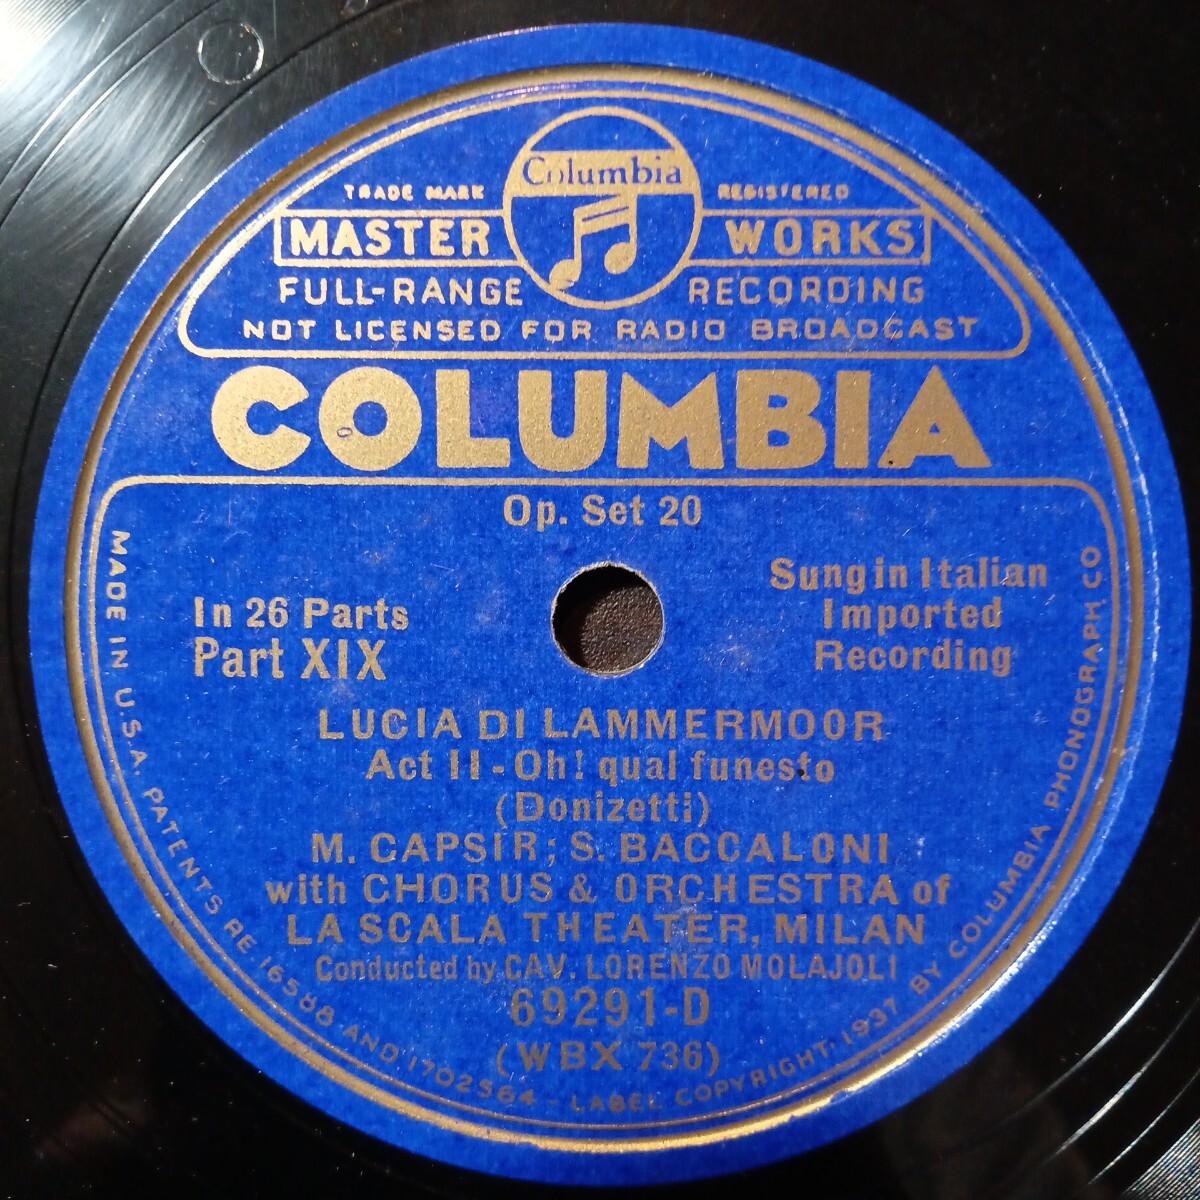 Columbia
TRADE MARK REGISTERED
MASTER WORKS
FULL-RANGE RECORDING
NOT LICENSED FOR RADIO BROADCAST
COLUMBIA
Op. Set 20
In 26 Parts
Part XIX
Sung in Italian
Imported
Recording
LUCIA DI LAMMERMOOR
Act II - Oh! qual funesto
(Donizetti)
M. CAPSIR; S. BACCALONI
with CHORUS & ORCHESTRA of
LA SCALA THEATER, MILAN
Conducted by CAV. LORENZO MOLAJOLI
69291-D
(WBX 736)
MADE IN U.S.A. PATENTS RE. 16588 AND 1702564 - LABEL COPYRIGHT 1937 BY COLUMBIA PHONOGRAPH CO